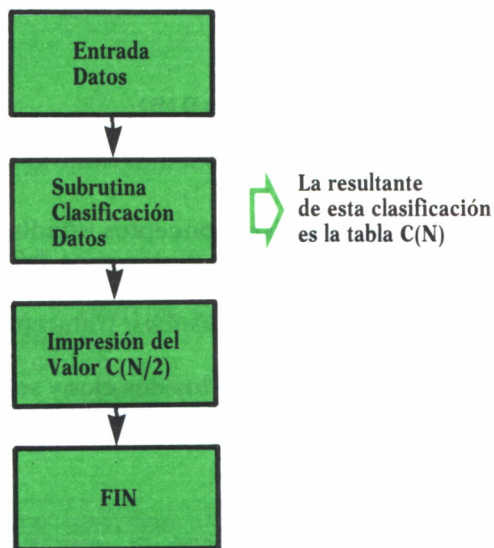 Entrada
Datos
Subrutina
Clasificación
Datos
La resultante
de esta clasificación
es la tabla C(N)
Impresión del
Valor C(N/2)
FIN